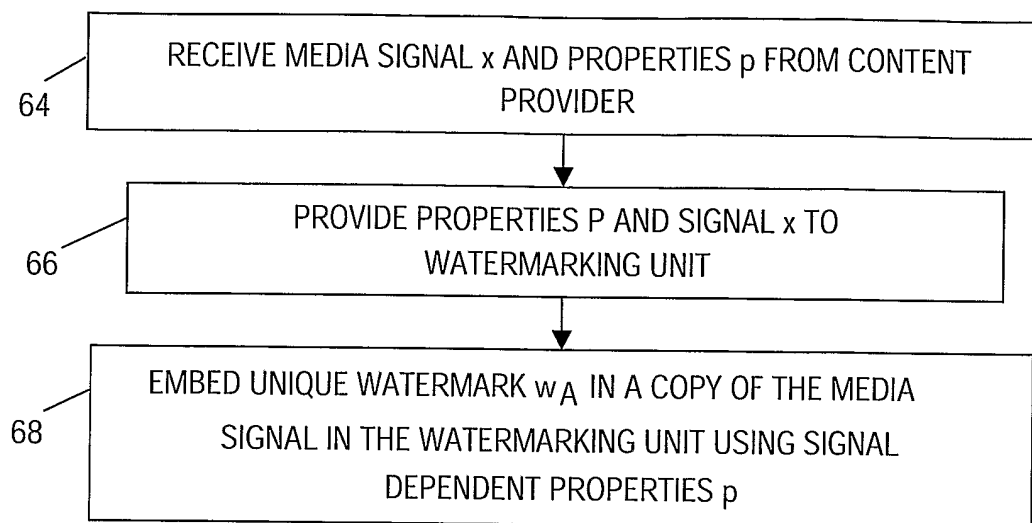 RECEIVE MEDIA SIGNAL x AND PROPERTIES p FROM CONTENT
PROVIDER
64
PROVIDE PROPERTIES P AND SIGNAL x TO
WATERMARKING UNIT
66
EMBED UNIQUE WATERMARK wA IN A COPY OF THE MEDIA
SIGNAL IN THE WATERMARKING UNIT USING SIGNAL
DEPENDENT PROPERTIES p
68